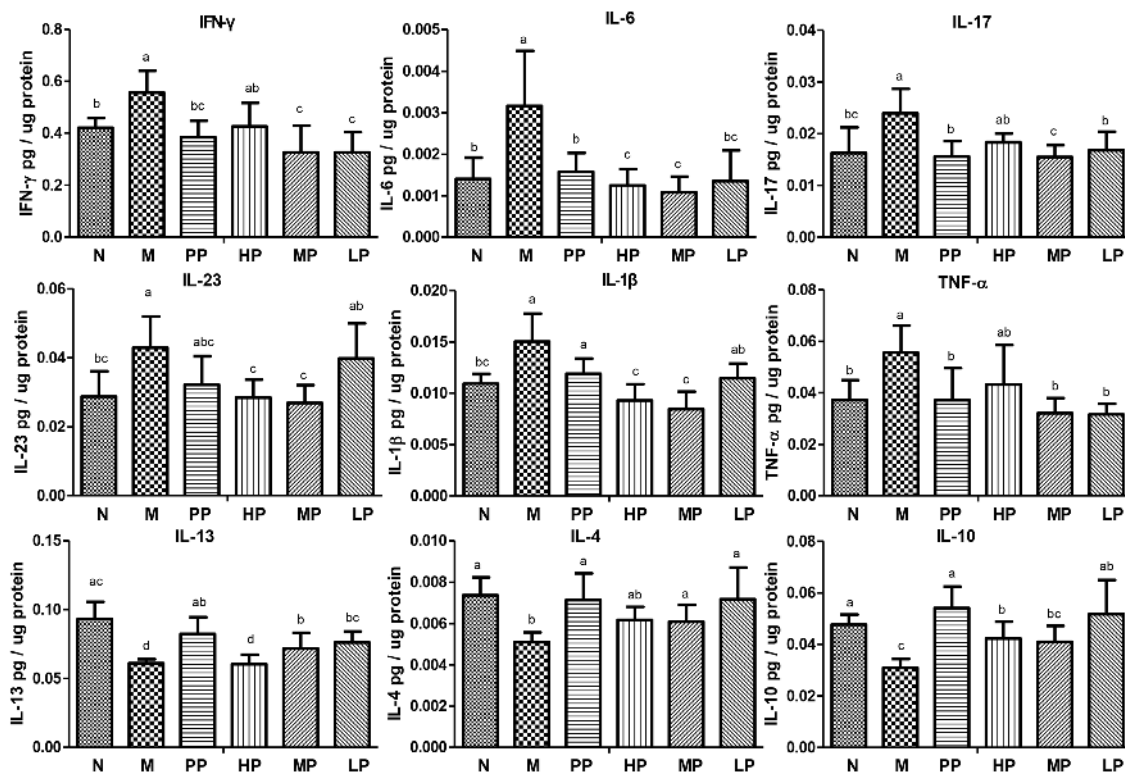 IFN-γ
IFN-γ pg / ug protein
0.8
0.6
0.4
0.2
0.0
b a bc ab c c
N M PP HP MP LP
IL-6
IL-6 pg / ug protein
0.005
0.004
0.003
0.002
0.001
0.000
b a b c c bc
N M PP HP MP LP
IL-17
IL-17 pg / ug protein
0.04
0.03
0.02
0.01
0.00
bc a b ab c b
N M PP HP MP LP
IL-23
IL-23 pg / ug protein
0.06
0.04
0.02
0.00
bc a abc c c ab
N M PP HP MP LP
IL-1β
IL-1β pg / ug protein
0.020
0.015
0.010
0.005
0.000
bc a a c c ab
N M PP HP MP LP
TNF-α
TNF-α pg / ug protein
0.08
0.06
0.04
0.02
0.00
b a b ab b b
N M PP HP MP LP
IL-13
IL-13 pg / ug protein
0.15
0.10
0.05
0.00
ac d ab d b bc
N M PP HP MP LP
IL-4
IL-4 pg / ug protein
0.010
0.008
0.006
0.004
0.002
0.000
a b a ab a a
N M PP HP MP LP
IL-10
IL-10 pg / ug protein
0.08
0.06
0.04
0.02
0.00
a c a b bc ab
N M PP HP MP LP